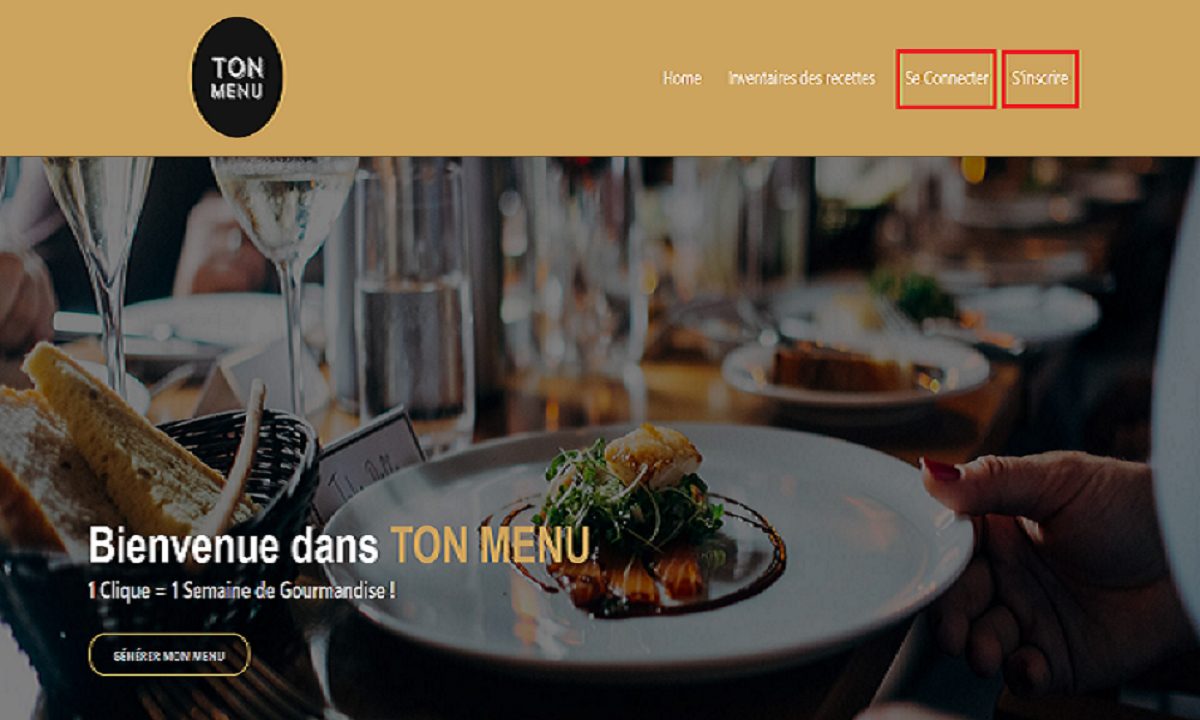 TON
MENU
Home
Inventaires des recettes
Se Connecter
S'inscrire
Bienvenue dans TON MENU
1 Clique = 1 Semaine de Gourmandise !
GÉNÉRER MON MENU